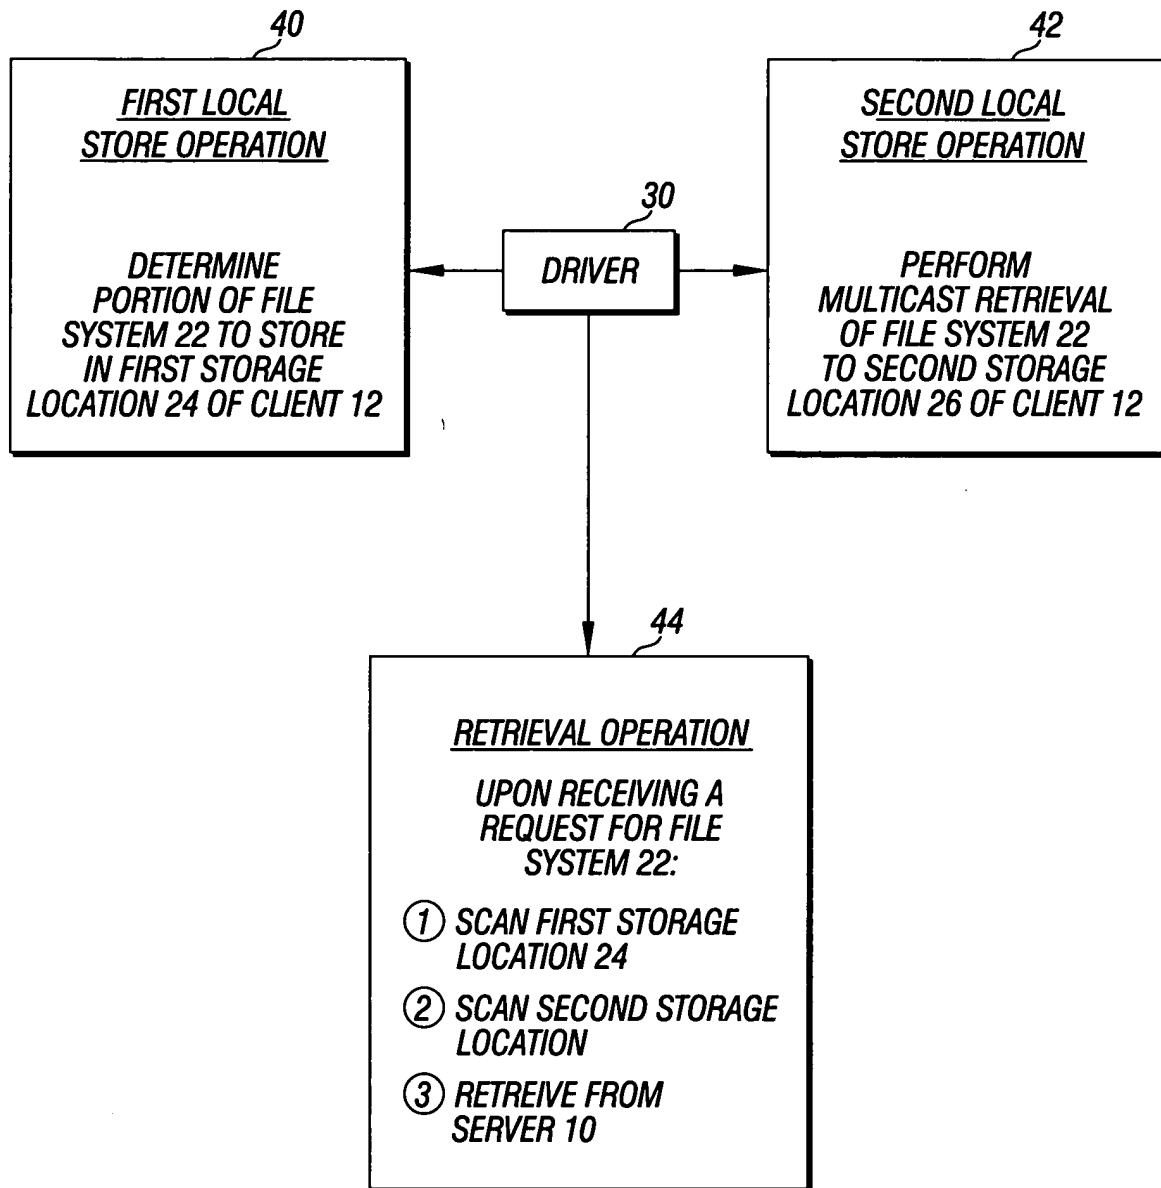 40
FIRST LOCAL
STORE OPERATION
DETERMINE
PORTION OF FILE
SYSTEM 22 TO STORE
IN FIRST STORAGE
LOCATION 24 OF CLIENT 12
30
DRIVER
42
SECOND LOCAL
STORE OPERATION
PERFORM
MULTICAST RETRIEVAL
OF FILE SYSTEM 22
TO SECOND STORAGE
LOCATION 26 OF CLIENT 12
44
RETRIEVAL OPERATION
UPON RECEIVING A
REQUEST FOR FILE
SYSTEM 22:
1 SCAN FIRST STORAGE
LOCATION 24
2 SCAN SECOND STORAGE
LOCATION
3 RETREIVE FROM
SERVER 10